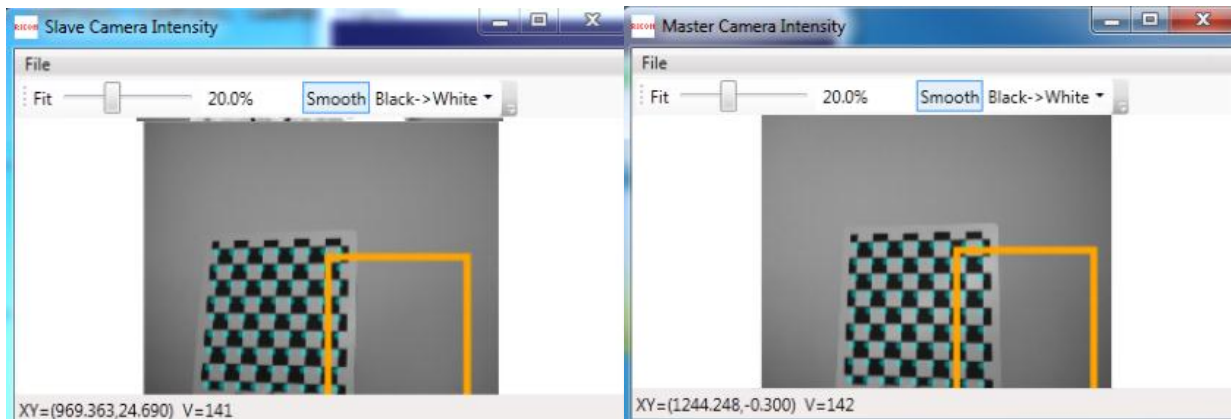 Slave Camera Intensity
File
Fit 20.0% Smooth Black->White
XY=(969.363,24.690) V=141
RICOH Master Camera Intensity
File
Fit 20.0% Smooth Black->White
XY=(1244.248,-0.300) V=142